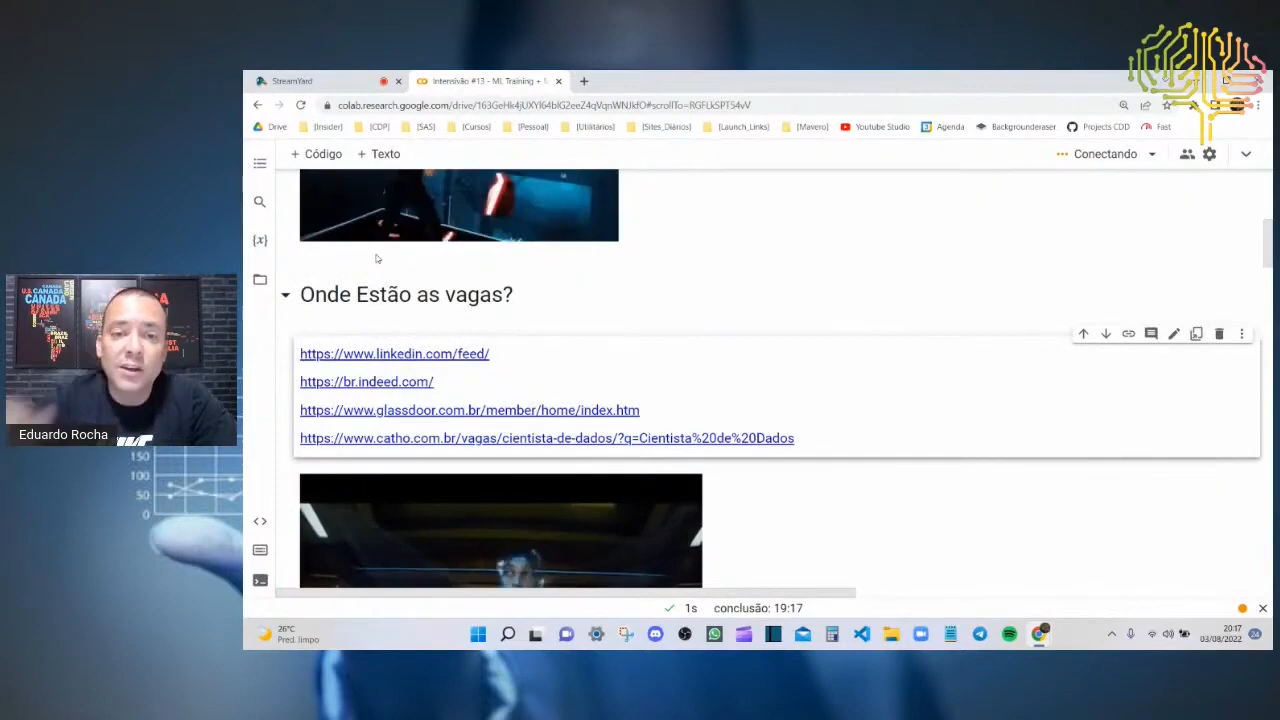 StreamYard
Intensivão #13 - ML Training +
colab.research.google.com/drive/163GeHk4jUXYl64blG2eeZ4qVqnWNJkfO#scrollTo=RGFLkSPT54vV
Drive
[Insider]
[CDP]
[SAS]
[Cursos]
[Pessoal]
[Utilitários]
[Sites_Diários]
[Launch_Links]
[Mavero]
Youtube Studio
Agenda
Backgrounderaser
Projects CDD
Fast
+ Código
+ Texto
Conectando
Onde Estão as vagas?
https://www.linkedin.com/feed/
https://br.indeed.com/
https://www.glassdoor.com.br/member/home/index.htm
https://www.catho.com.br/vagas/cientista-de-dados/?q=Cientista%20de%20Dados
U.S. CANADA
CANADA
CANADA
Eduardo Rocha
150
100
50
0
1s
conclusão: 19:17
26°C
Pred. limpo
20:17
03/08/2022
24